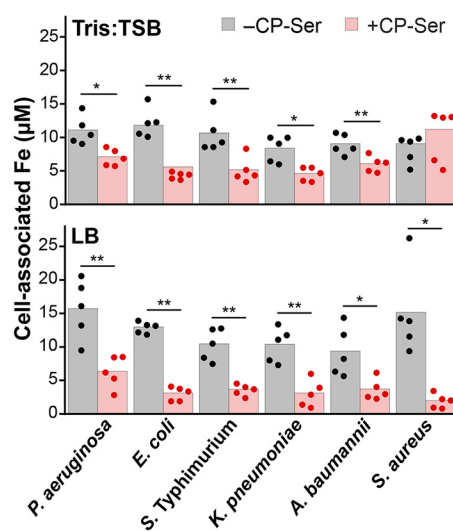 –CP-Ser +CP-Ser
Tris:TSB
25
20
15
10
5
0
* ** ** * **
Cell-associated Fe (μM)
LB
25
20
15
10
5
0
** ** ** ** * *
P. aeruginosa
E. coli
S. Typhimurium
K. pneumoniae
A. baumannii
S. aureus